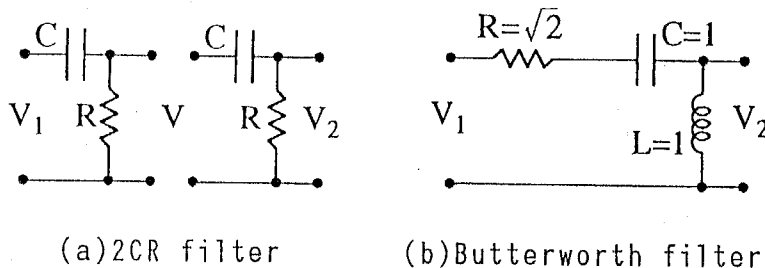 C C R=√2 C=1
V₁ R V R V₂ V₁ L=1 V₂
(a)2CR filter (b)Butterworth filter